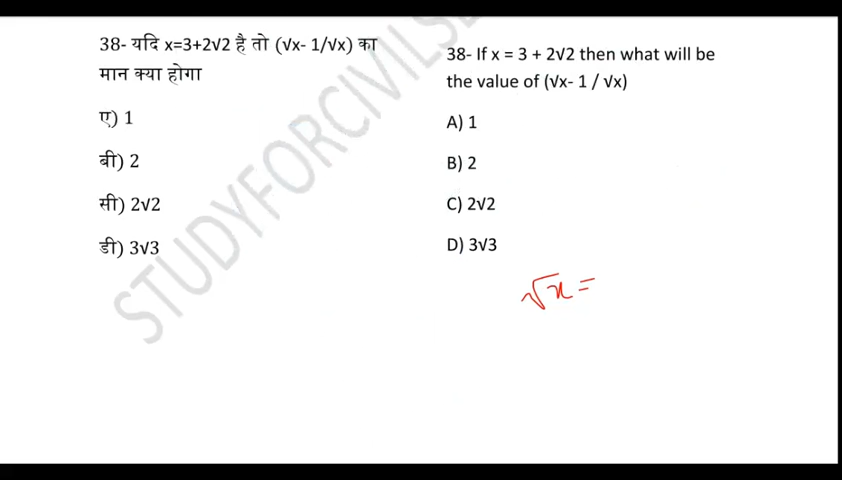 38- यदि x=3+2√2 है तो (√x- 1/√x) का
मान क्या होगा
ए) 1
बी) 2
सी) 2√2
डी) 3√3
38- If x = 3 + 2√2 then what will be
the value of (√x- 1 / √x)
A) 1
B) 2
C) 2√2
D) 3√3
√x =